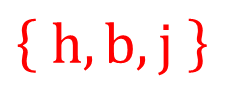 { h, b, j }